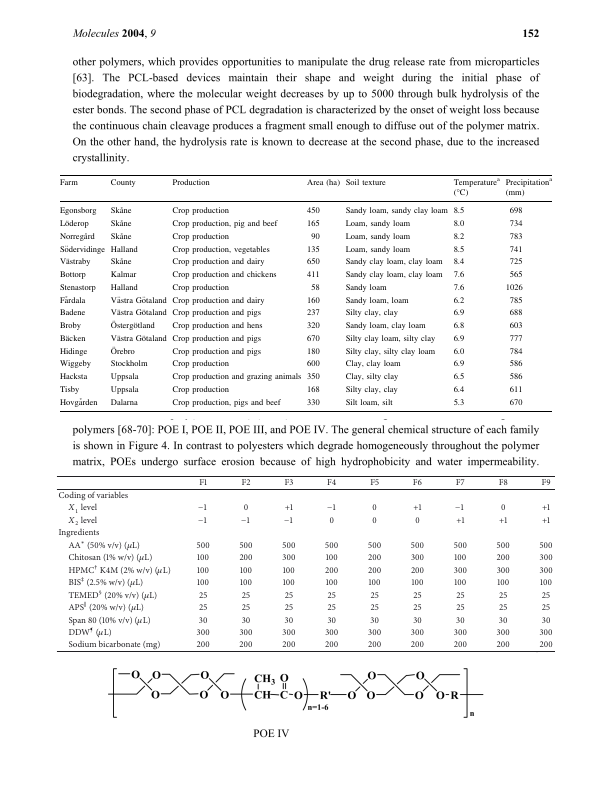 Molecules 2004, 9 152
other polymers, which provides opportunities to manipulate the drug release rate from microparticles
[63]. The PCL-based devices maintain their shape and weight during the initial phase of
biodegradation, where the molecular weight decreases by up to 5000 through bulk hydrolysis of the
ester bonds. The second phase of PCL degradation is characterized by the onset of weight loss because
the continuous chain cleavage produces a fragment small enough to diffuse out of the polymer matrix.
On the other hand, the hydrolysis rate is known to decrease at the second phase, due to the increased
crystallinity.
Farm County Production Area (ha) Soil texture Temperatureª Precipitationª
(°C) (mm)
Egonsborg Skåne Crop production 450 Sandy loam, sandy clay loam 8.5 698
Löderop Skåne Crop production, pig and beef 165 Loam, sandy loam 8.0 734
Norregård Skåne Crop production 90 Loam, sandy loam 8.2 783
Södervidinge Halland Crop production, vegetables 135 Loam, sandy loam 8.5 741
Västraby Skåne Crop production and dairy 650 Sandy clay loam, clay loam 8.4 725
Bottorp Kalmar Crop production and chickens 411 Sandy clay loam, clay loam 7.6 565
Stenastorp Halland Crop production 58 Sandy loam 7.6 1026
Fårdala Västra Götaland Crop production and dairy 160 Sandy loam, loam 6.2 785
Badene Västra Götaland Crop production and pigs 237 Silty clay, clay 6.9 688
Broby Östergötland Crop production and hens 320 Sandy loam, clay loam 6.8 603
Bäcken Västra Götaland Crop production and pigs 670 Silty clay loam, silty clay 6.9 777
Hidinge Örebro Crop production and pigs 180 Silty clay, silty clay loam 6.0 784
Wiggeby Stockholm Crop production 600 Clay, clay loam 6.9 586
Hacksta Uppsala Crop production and grazing animals 350 Clay, silty clay 6.5 586
Tisby Uppsala Crop production 168 Silty clay, clay 6.4 611
Hovgården Dalarna Crop production, pigs and beef 330 Silt loam, silt 5.3 670
polymers [68-70]: POE I, POE II, POE III, and POE IV. The general chemical structure of each family
is shown in Figure 4. In contrast to polyesters which degrade homogeneously throughout the polymer
matrix, POEs undergo surface erosion because of high hydrophobicity and water impermeability.
F1 F2 F3 F4 F5 F6 F7 F8 F9
Coding of variables
X₁ level −1 0 +1 −1 0 +1 −1 0 +1
X₂ level −1 −1 −1 0 0 0 +1 +1 +1
Ingredients
AA* (50% v/v) (μL) 500 500 500 500 500 500 500 500 500
Chitosan (1% w/v) (μL) 100 200 300 100 200 300 100 200 300
HPMC† K4M (2% w/v) (μL) 100 100 100 200 200 200 300 300 300
BIS‡ (2.5% w/v) (μL) 100 100 100 100 100 100 100 100 100
TEMED§ (20% v/v) (μL) 25 25 25 25 25 25 25 25 25
APS‖ (20% w/v) (μL) 25 25 25 25 25 25 25 25 25
Span 80 (10% v/v) (μL) 30 30 30 30 30 30 30 30 30
DDW¶ (μL) 300 300 300 300 300 300 300 300 300
Sodium bicarbonate (mg) 200 200 200 200 200 200 200 200 200
O O CH₃ O O O
O O O CH-C-O R' O O O O-R
n=1-6 n
POE IV